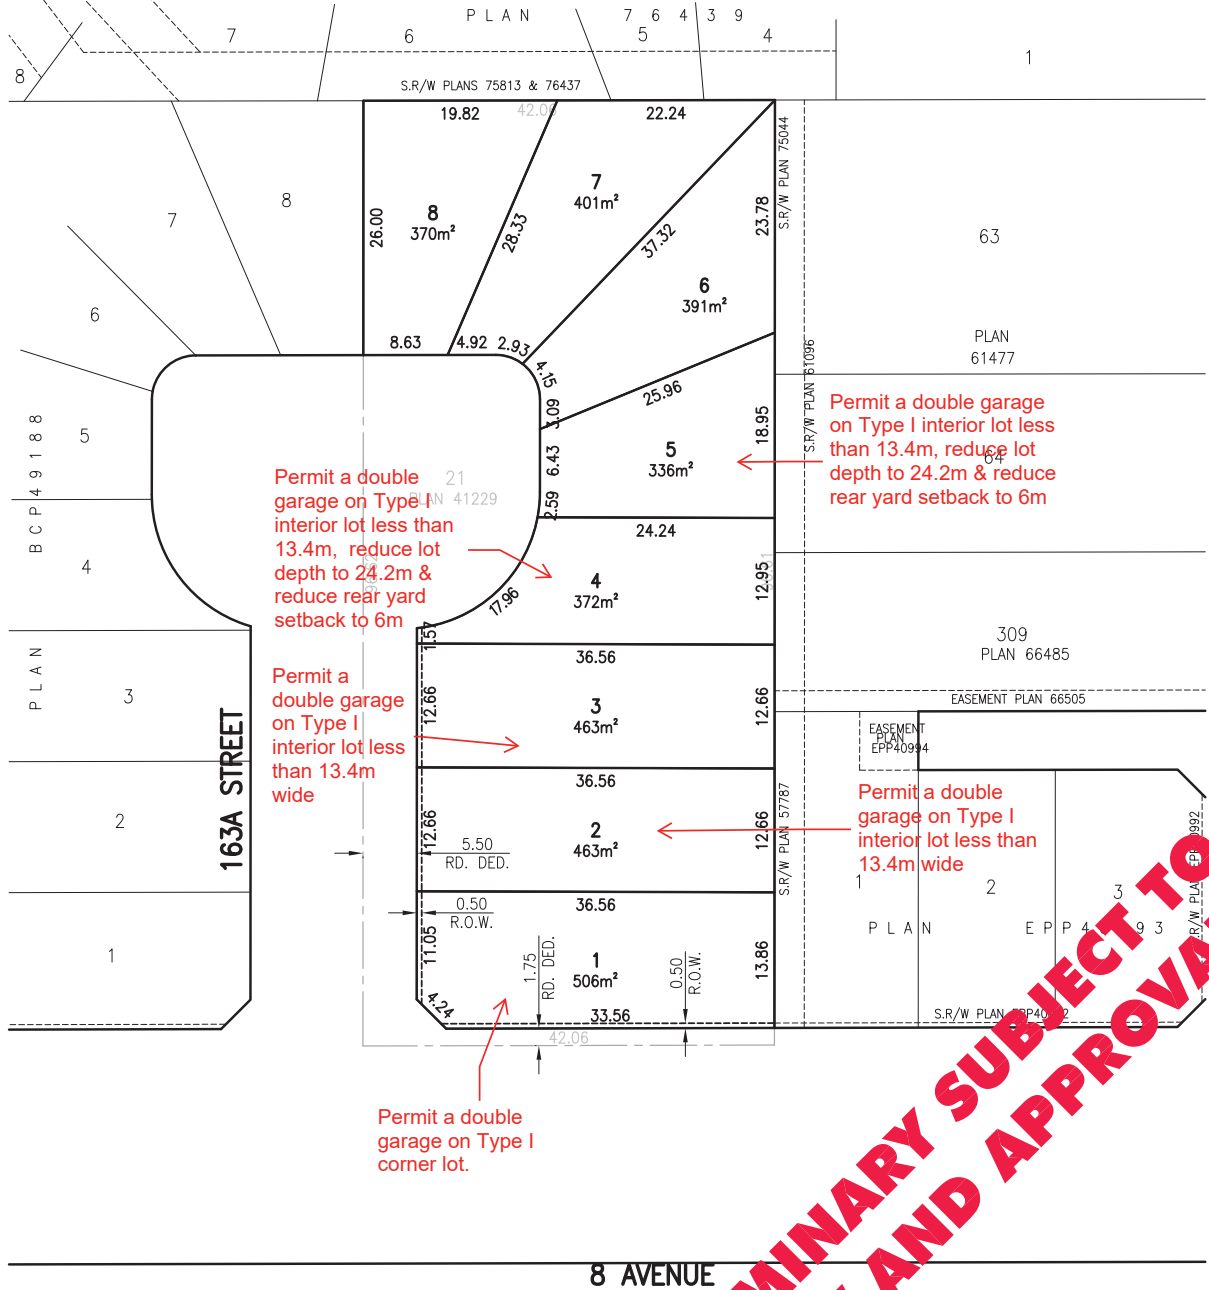 PLAN 76439
7
6
5
4
8
1
S.R/W PLANS 75813 & 76437
19.82
42.06
22.24
S.R/W PLAN 75044
7
8
7
401m²
8
370m²
26.00
28.33
37.32
23.78
63
6
6
391m²
PLAN
61477
8.63
4.92
2.93
4.15
3.09
S.R/W PLAN 61096
25.96
18.95
Permit a double garage
on Type I interior lot less
than 13.4m, reduce lot
depth to 24.2m & reduce
rear yard setback to 6m
64
5
BCP49188
5
336m²
6.43
2.59
21
PLAN 41229
Permit a double
garage on Type I
interior lot less than
13.4m, reduce lot
depth to 24.2m &
reduce rear yard
setback to 6m
24.24
4
4
372m²
12.95
17.96
1.57
309
PLAN 66485
36.56
PLAN
3
Permit a
double garage
on Type I
interior lot less
than 13.4m
wide
12.66
3
463m²
12.66
EASEMENT PLAN 66505
EASEMENT
PLAN
EPP40994
163A STREET
36.56
2
5.50
RD. DED.
12.66
2
463m²
12.66
S.R/W PLAN 57787
Permit a double
garage on Type I
interior lot less than
13.4m wide
1
2
3
36.56
0.50
R.O.W.
1
11.05
1.75
RD. DED.
1
506m²
0.50
R.O.W.
13.86
PLAN
4.24
33.56
42.06
Permit a double
garage on Type I
corner lot.
MINARY SUBJECT TO
AND APPROVA
8 AVENUE